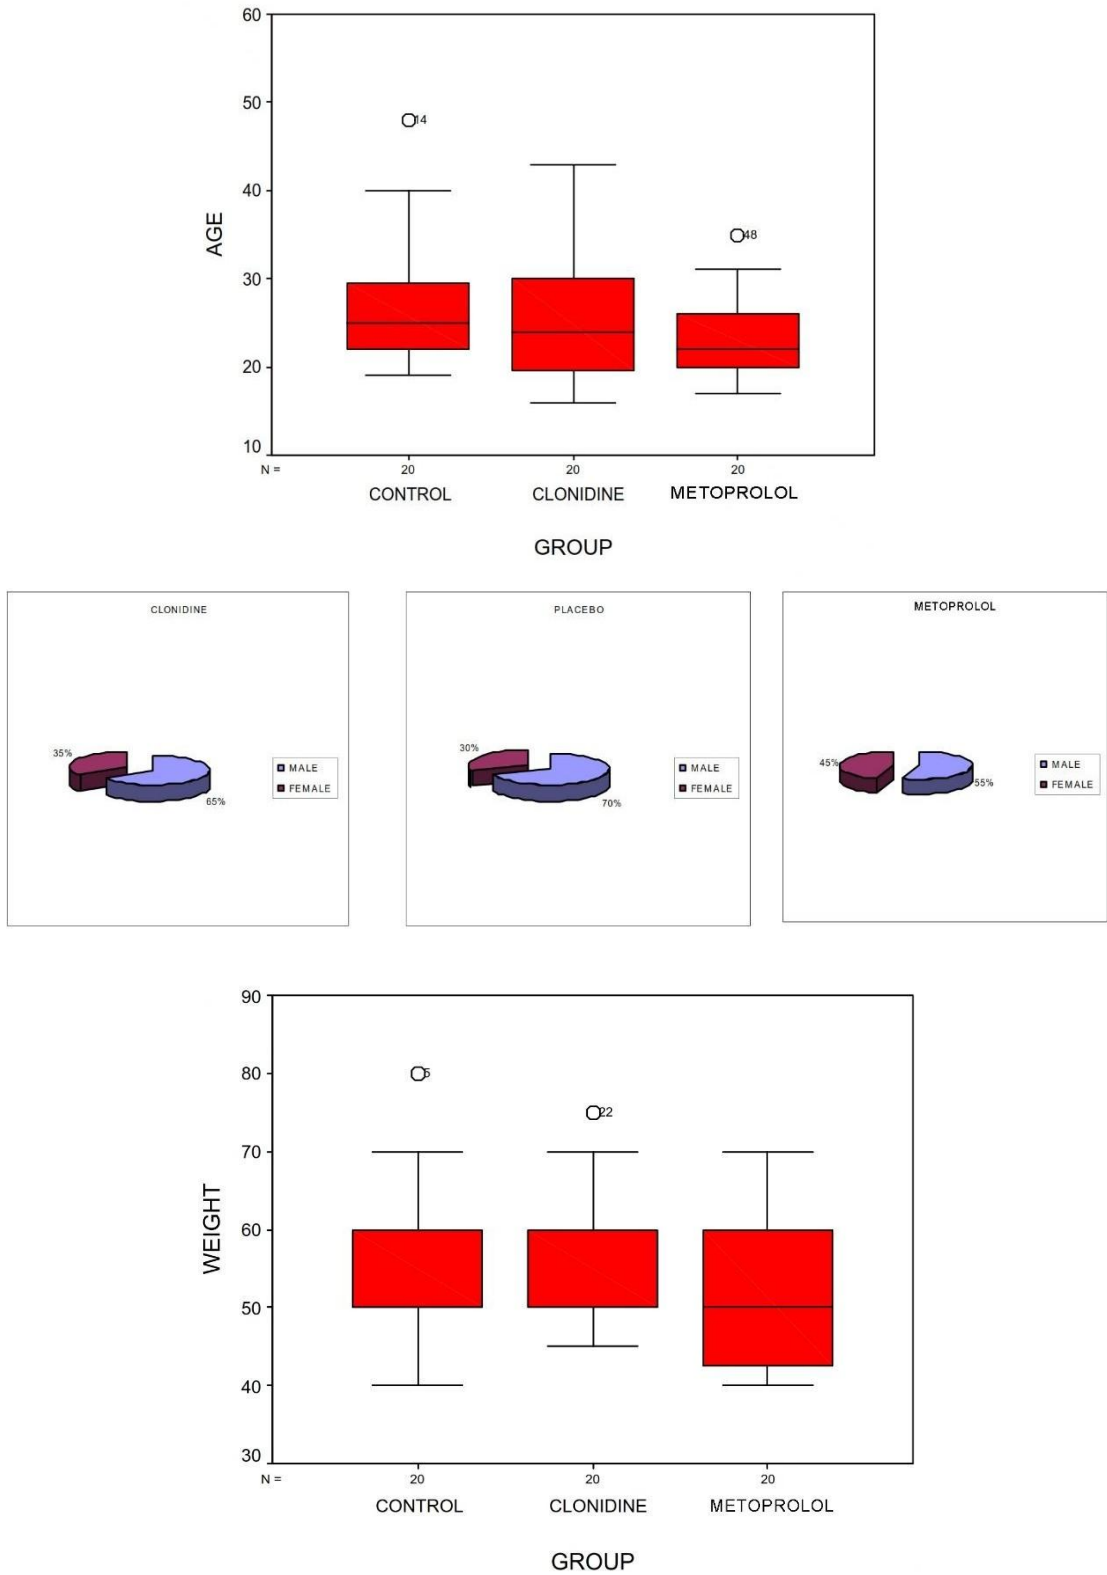 60
50
14
40
AGE
48
30
20
10
N = 20 20 20
CONTROL CLONIDINE METOPROLOL
GROUP
CLONIDINE
35%
MALE
FEMALE
65%
PLACEBO
30%
MALE
FEMALE
70%
METOPROLOL
45%
MALE
FEMALE
55%
90
80
5
22
70
WEIGHT
60
50
40
30
N = 20 20 20
CONTROL CLONIDINE METOPROLOL
GROUP